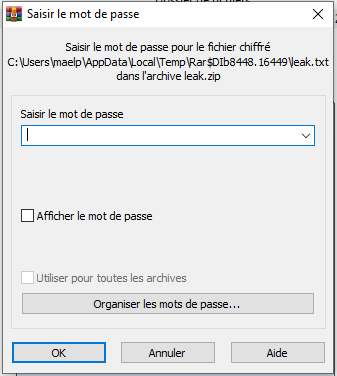 Saisir le mot de passe
Saisir le mot de passe pour le fichier chiffré
C:\Users\maelp\AppData\Local\Temp\Rar$DIb8448.16449\leak.txt
dans l'archive leak.zip
Saisir le mot de passe
Afficher le mot de passe
Utiliser pour toutes les archives
Organiser les mots de passe...
OK
Annuler
Aide